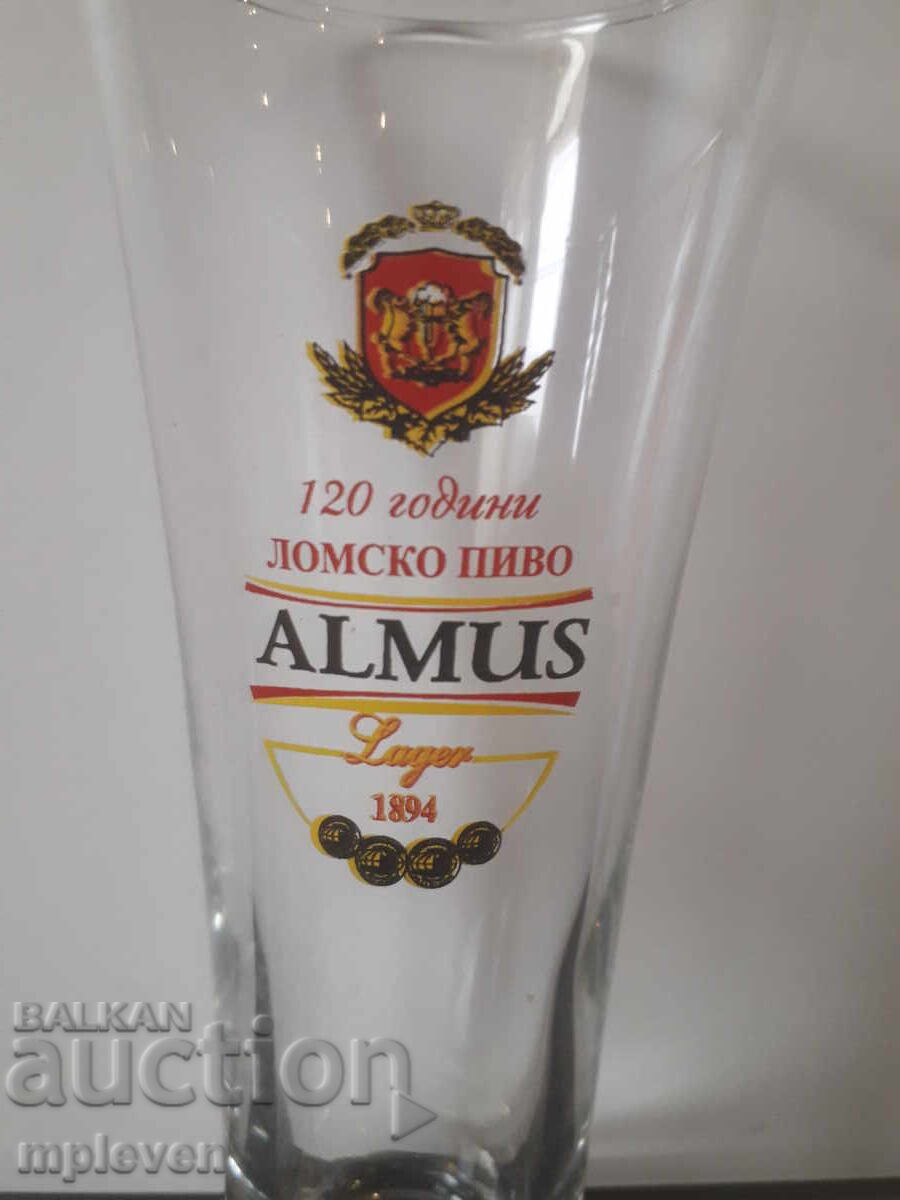 120 години
ЛОМСКО ПИВО
ALMUS
Lager
1894
BALKAN
auction
mpleven